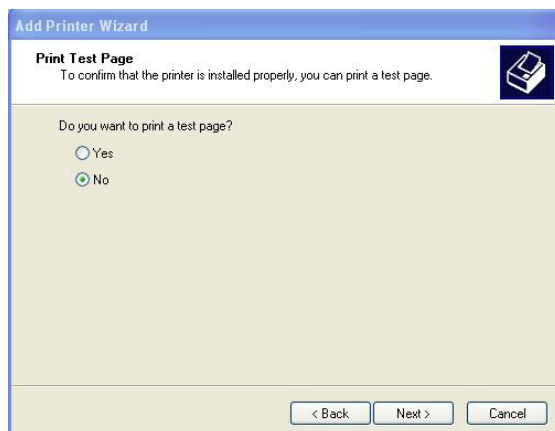 Add Printer Wizard
Print Test Page
To confirm that the printer is installed properly, you can print a test page.
Do you want to print a test page?
Yes
No
< Back Next > Cancel